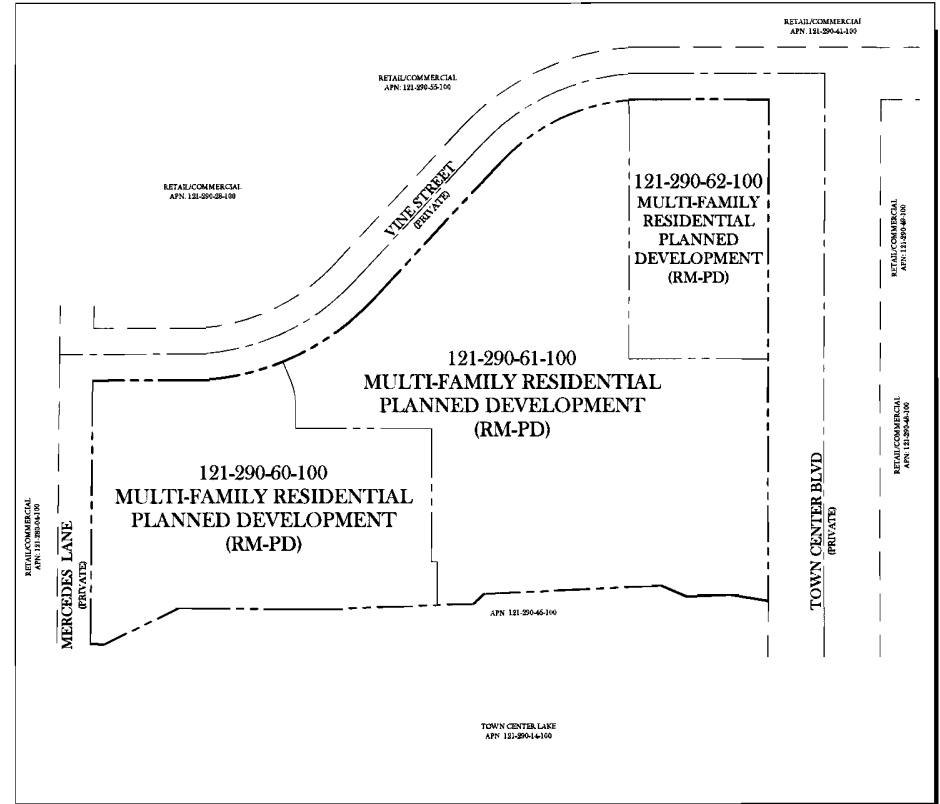 RETAIL/COMMERCIAL
APN: 121-290-41-100
RETAIL/COMMERCIAL
APN: 121-290-55-100
RETAIL/COMMERCIAL
APN: 121-290-28-100
VINE STREET
(PRIVATE)
121-290-62-100
MULTI-FAMILY
RESIDENTIAL
PLANNED
DEVELOPMENT
(RM-PD)
RETAIL/COMMERCIAL
121-290-61-100
MULTI-FAMILY RESIDENTIAL
PLANNED DEVELOPMENT
(RM-PD)
RETAIL/COMMERCIAL
121-290-60-100
MULTI-FAMILY RESIDENTIAL
PLANNED DEVELOPMENT
(RM-PD)
RETAIL/COMMERCIAL
MERCEDES LANE
(PRIVATE)
TOWN CENTER BLVD
(PRIVATE)
APN 121-290-46-100
TOWN CENTER LAKE
APN 121-290-14-100